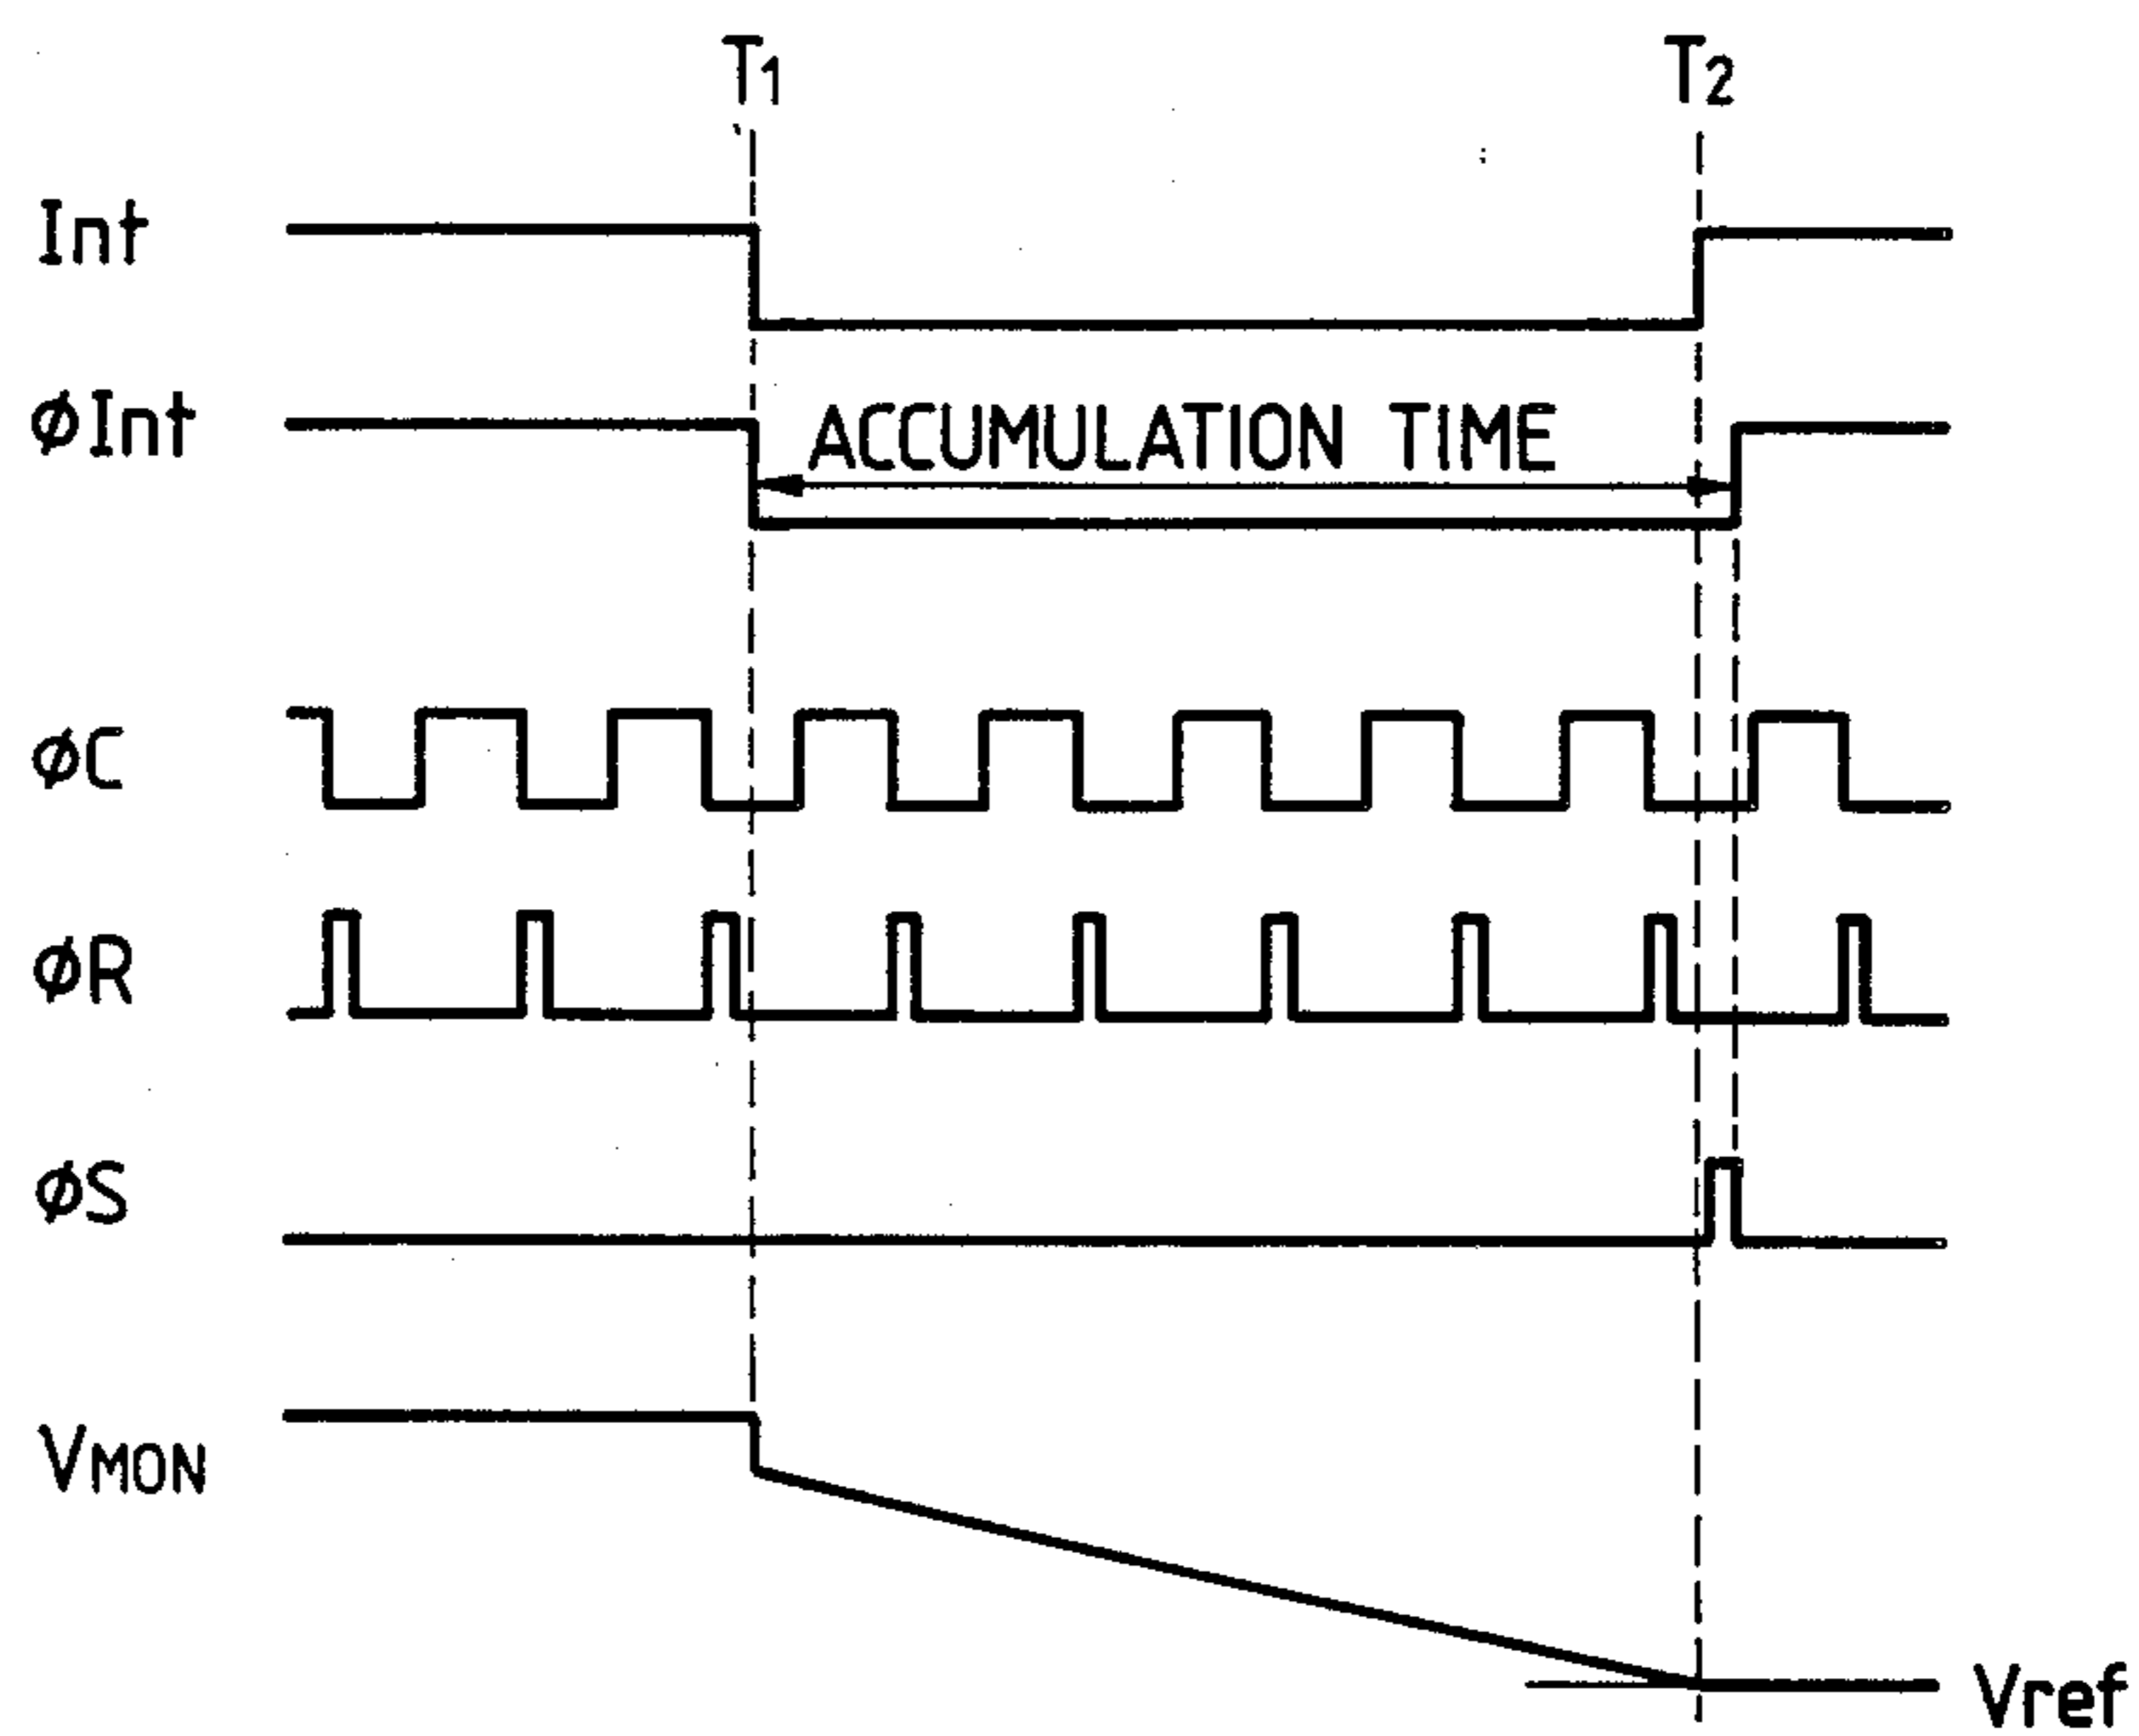 T1 T2
Int
øInt ACCUMULATION TIME
øC
øR
øS
VMON
Vref